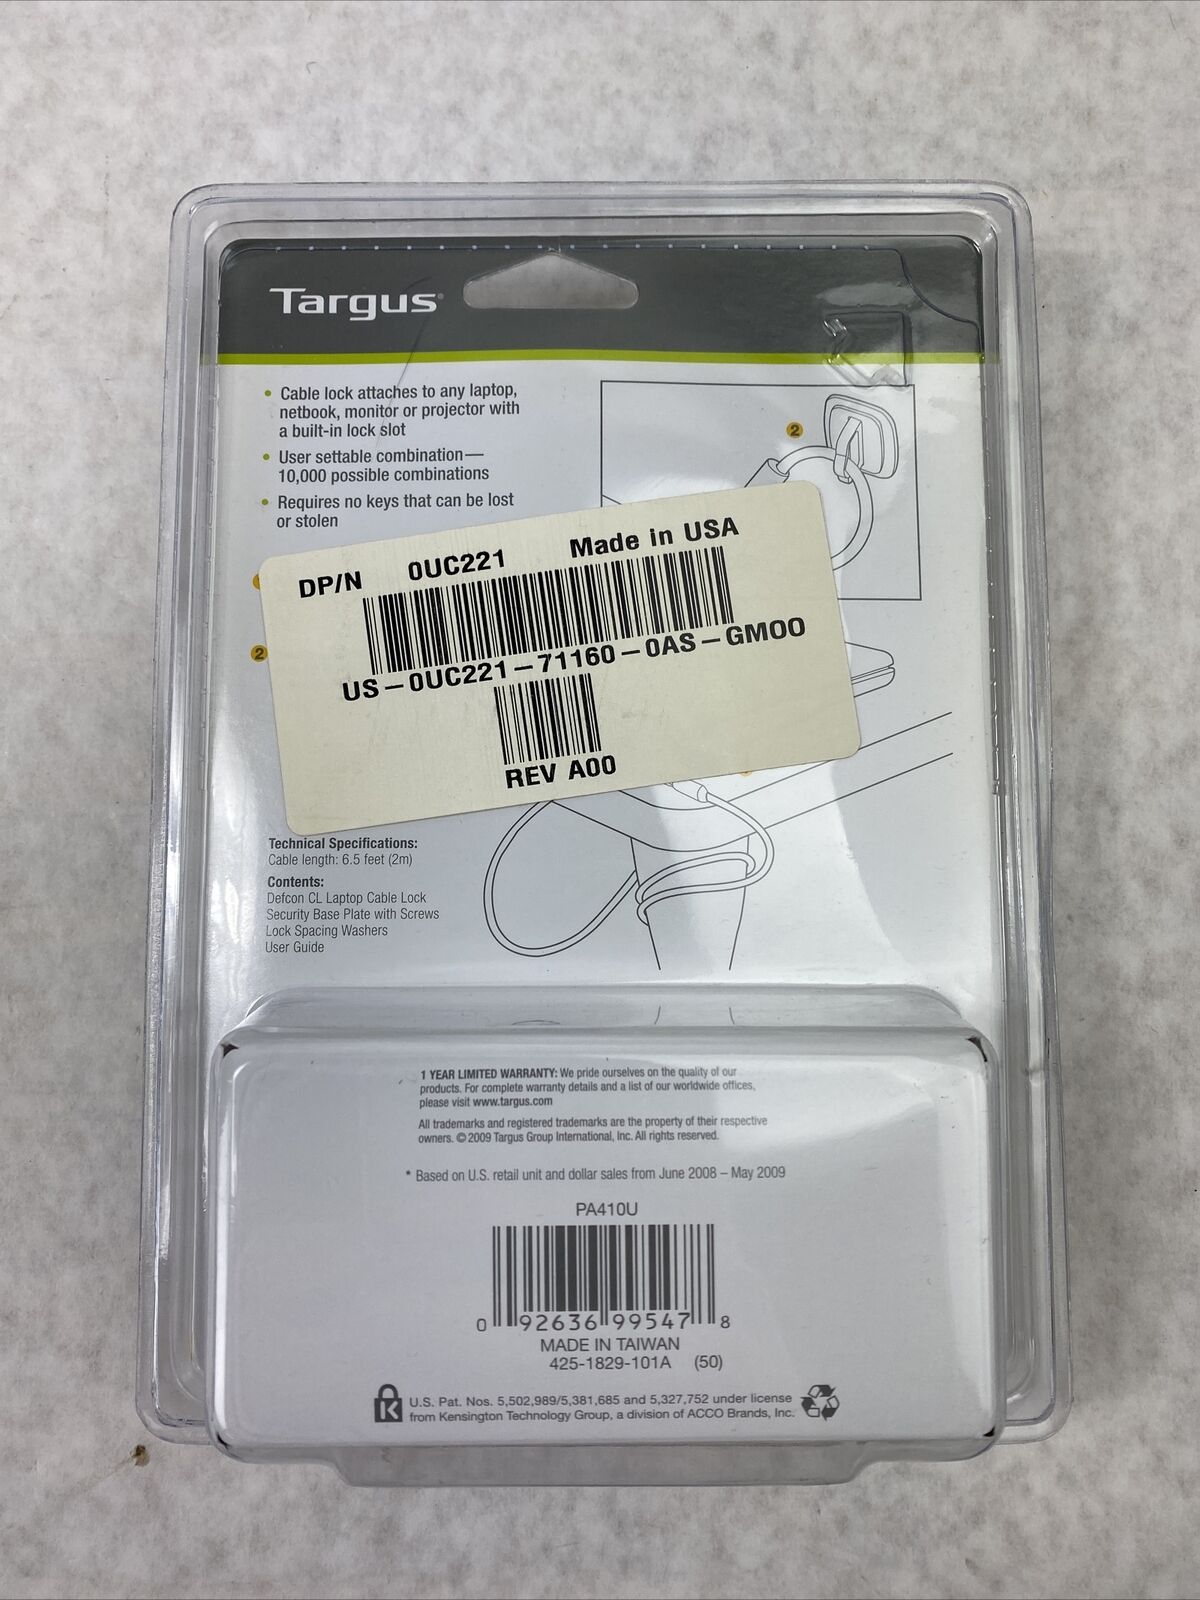 Targus
• Cable lock attaches to any laptop,
netbook, monitor or projector with
a built-in lock slot
• User settable combination—
10,000 possible combinations
• Requires no keys that can be lost
or stolen
2
DP/N 0UC221 Made in USA
US-0UC221-71160-0AS-GM00
REV A00
2
Technical Specifications:
Cable length: 6.5 feet (2m)
Contents:
Defcon CL Laptop Cable Lock
Security Base Plate with Screws
Lock Spacing Washers
User Guide
1 YEAR LIMITED WARRANTY: We pride ourselves on the quality of our
products. For complete warranty details and a list of our worldwide offices,
please visit www.targus.com
All trademarks and registered trademarks are the property of their respective
owners. © 2009 Targus Group International, Inc. All rights reserved.
* Based on U.S. retail unit and dollar sales from June 2008 – May 2009
PA410U
0 92636 99547 8
MADE IN TAIWAN
425-1829-101A (50)
K U.S. Pat. Nos. 5,502,989/5,381,685 and 5,327,752 under license
from Kensington Technology Group, a division of ACCO Brands, Inc.